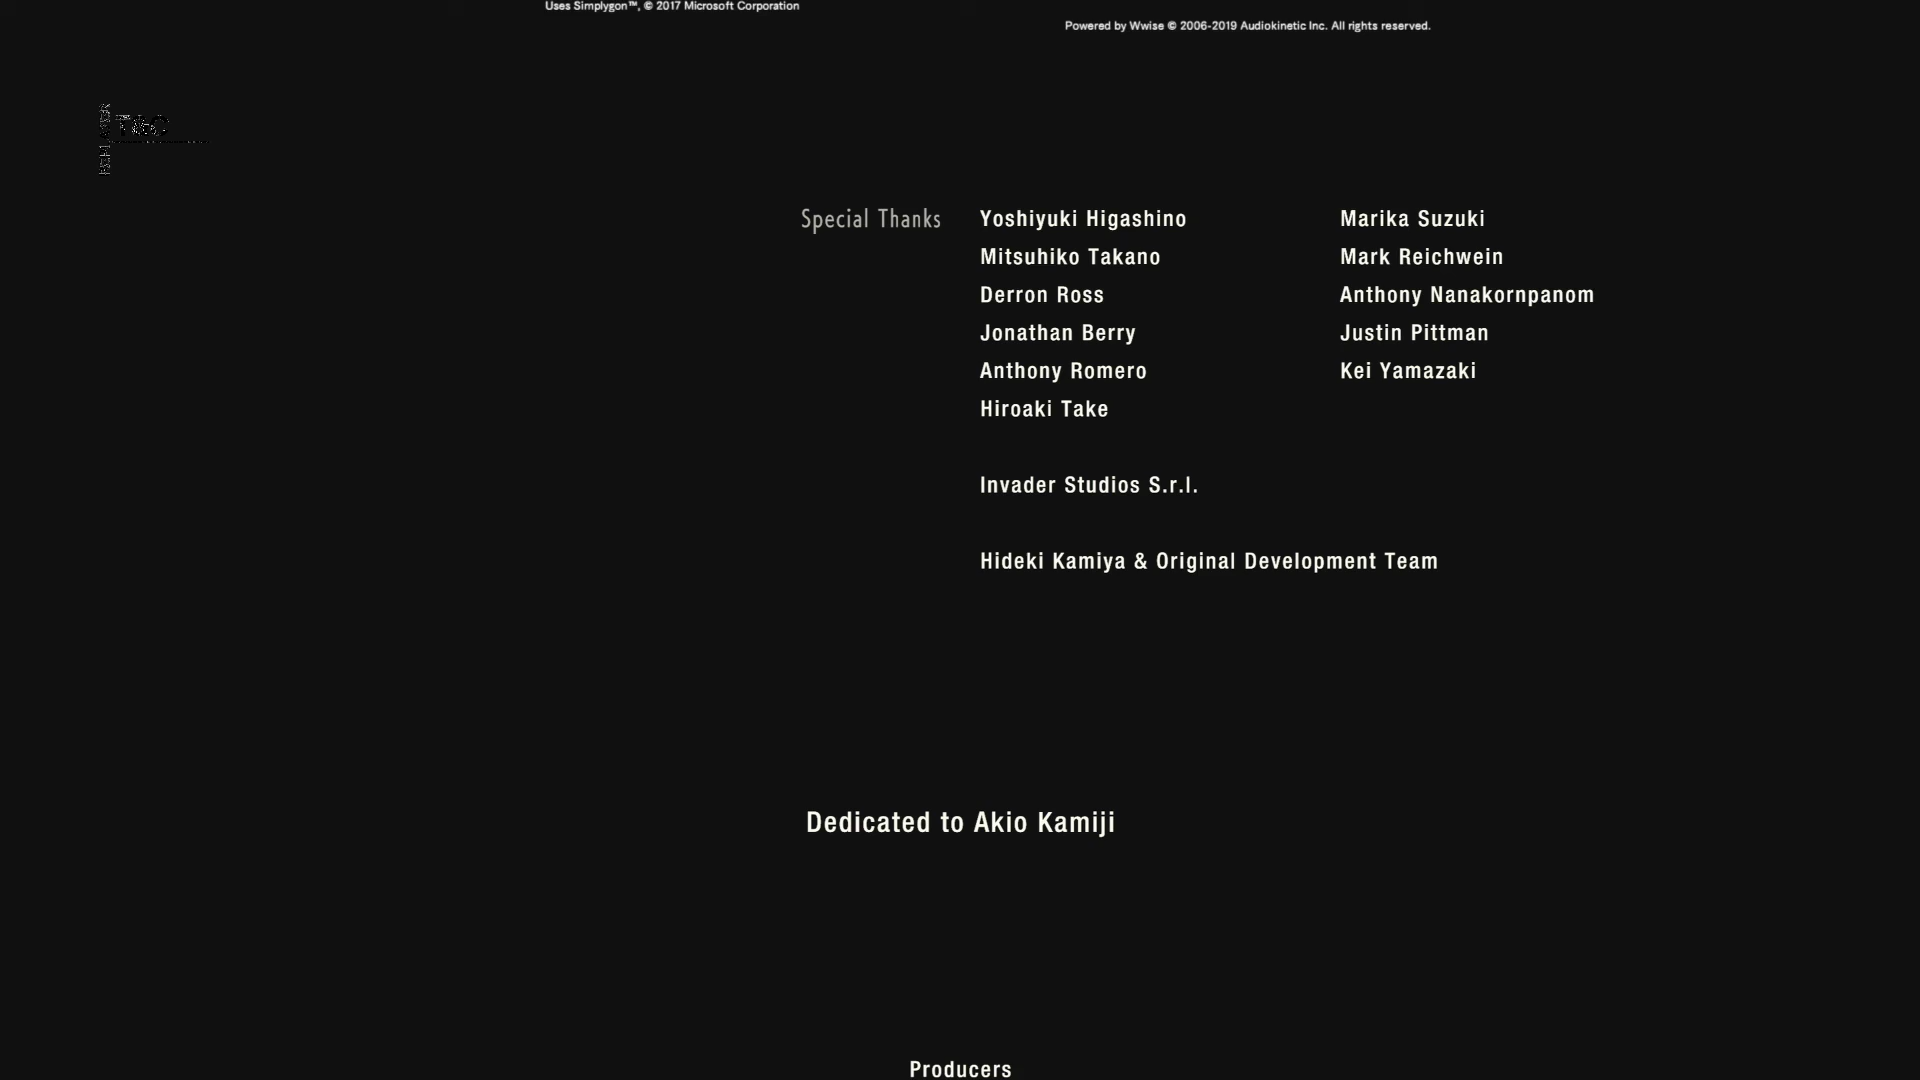 Uses Simplygon™, © 2017 Microsoft Corporation
Powered by Wwise © 2006-2019 Audiokinetic Inc. All rights reserved.
Special Thanks
Yoshiyuki Higashino
Marika Suzuki
Mitsuhiko Takano
Mark Reichwein
Derron Ross
Anthony Nanakornpanom
Jonathan Berry
Justin Pittman
Anthony Romero
Kei Yamazaki
Hiroaki Take
Invader Studios S.r.l.
Hideki Kamiya & Original Development Team
Dedicated to Akio Kamiji
Producers